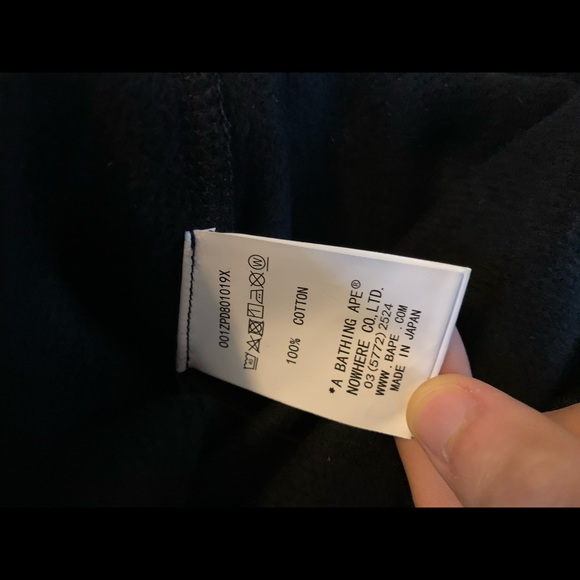 001ZPD801019X
100% COTTON
*A BATHING APE®
NOWHERE CO.,LTD.
03(5772)2524
WWW.BAPE.COM
MADE IN JAPAN